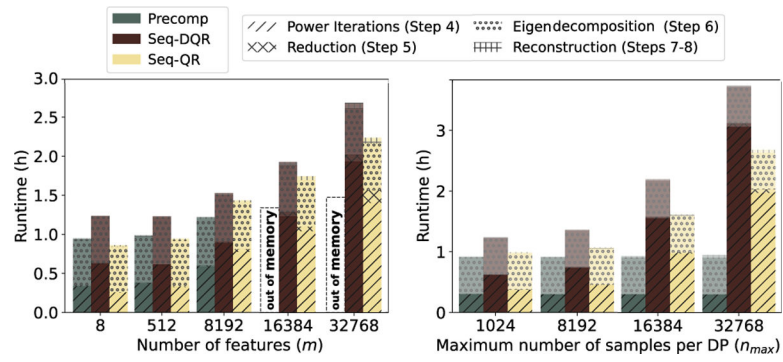 Precomp
Seq-DQR
Seq-QR
Power Iterations (Step 4)
Reduction (Step 5)
Eigendecomposition (Step 6)
Reconstruction (Steps 7-8)
Runtime (h)
3.0
2.5
2.0
1.5
1.0
0.5
0.0
out of memory
out of memory
8 512 8192 16384 32768
Number of features (m)
Runtime (h)
3
2
1
0
1024 8192 16384 32768
Maximum number of samples per DP (n_max)